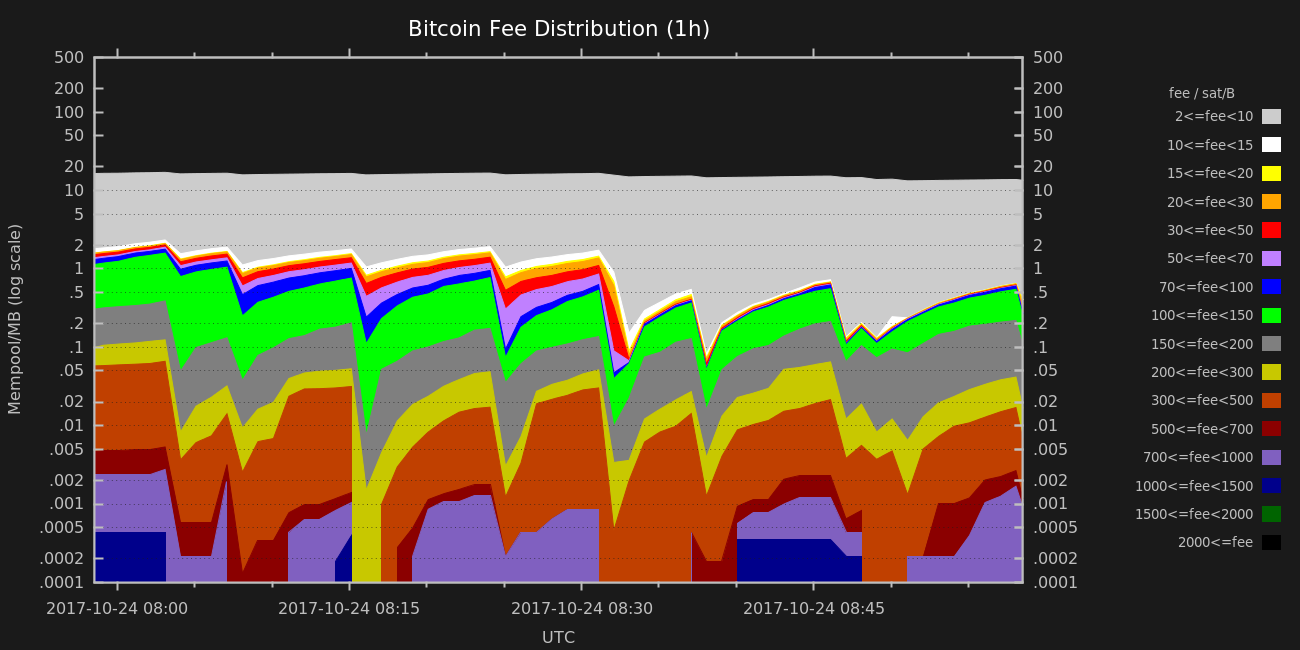 Bitcoin Fee Distribution (1h)
500 500
200 200
100 100
50 50
20 20
10 10
5 5
2 2
1 1
.5 .5
.2 .2
.1 .1
.05 .05
.02 .02
.01 .01
.005 .005
.002 .002
.001 .001
.0005 .0005
.0002 .0002
.0001 .0001
Mempool/MB (log scale)
2017-10-24 08:00 2017-10-24 08:15 2017-10-24 08:30 2017-10-24 08:45
UTC
fee / sat/B
2<=fee<10
10<=fee<15
15<=fee<20
20<=fee<30
30<=fee<50
50<=fee<70
70<=fee<100
100<=fee<150
150<=fee<200
200<=fee<300
300<=fee<500
500<=fee<700
700<=fee<1000
1000<=fee<1500
1500<=fee<2000
2000<=fee